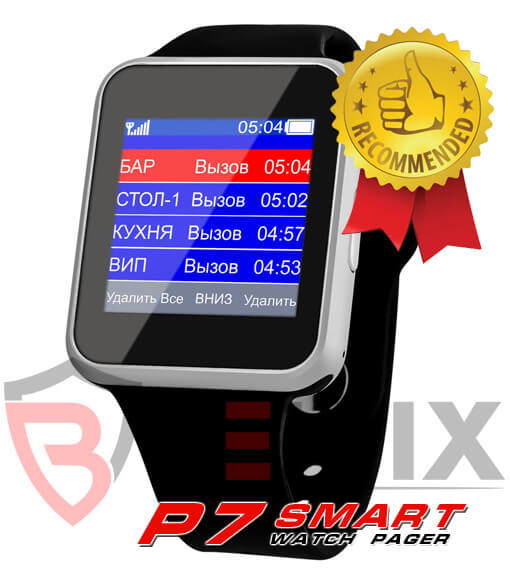 RECOMMENDED
05:04
БАР Вызов 05:04
СТОЛ-1 Вызов 05:02
КУХНЯ Вызов 04:57
ВИП Вызов 04:53
Удалить Все ВНИЗ Удалить
IX
P7 SMART
WATCH PAGER